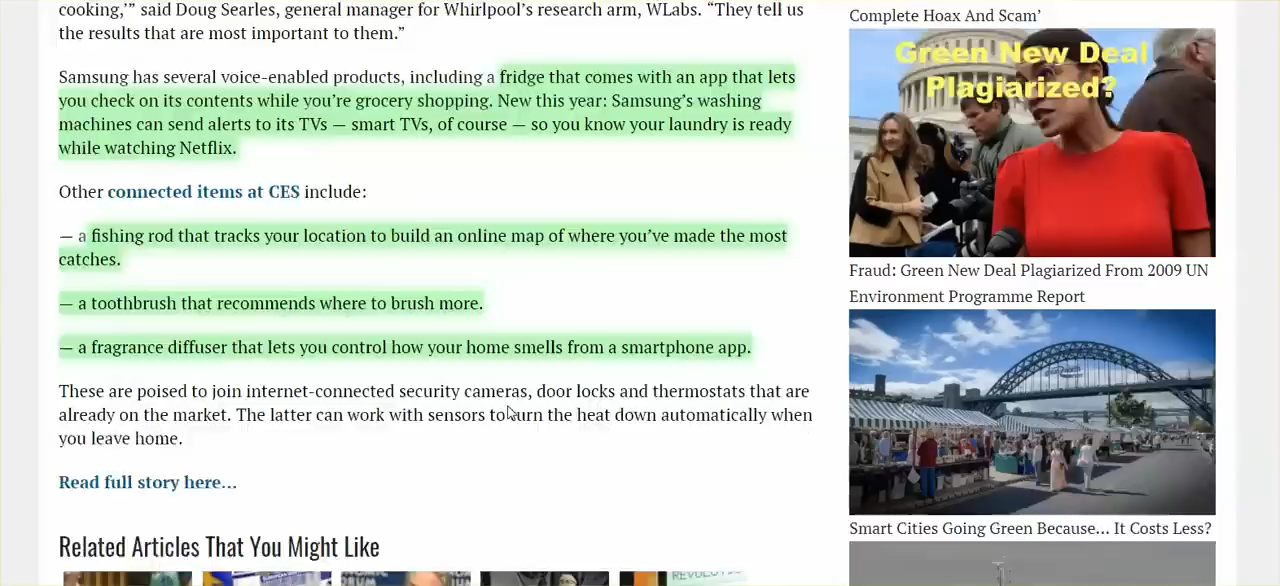 cooking,’” said Doug Searles, general manager for Whirlpool’s research arm, WLabs. “They tell us
the results that are most important to them.”
Samsung has several voice-enabled products, including a fridge that comes with an app that lets
you check on its contents while you’re grocery shopping. New this year: Samsung’s washing
machines can send alerts to its TVs — smart TVs, of course — so you know your laundry is ready
while watching Netflix.
Other connected items at CES include:
— a fishing rod that tracks your location to build an online map of where you’ve made the most
catches.
— a toothbrush that recommends where to brush more.
— a fragrance diffuser that lets you control how your home smells from a smartphone app.
These are poised to join internet-connected security cameras, door locks and thermostats that are
already on the market. The latter can work with sensors to turn the heat down automatically when
you leave home.
Read full story here…
Related Articles That You Might Like
Complete Hoax And Scam’
Green New Deal
Plagiarized?
Fraud: Green New Deal Plagiarized From 2009 UN
Environment Programme Report
Smart Cities Going Green Because… It Costs Less?